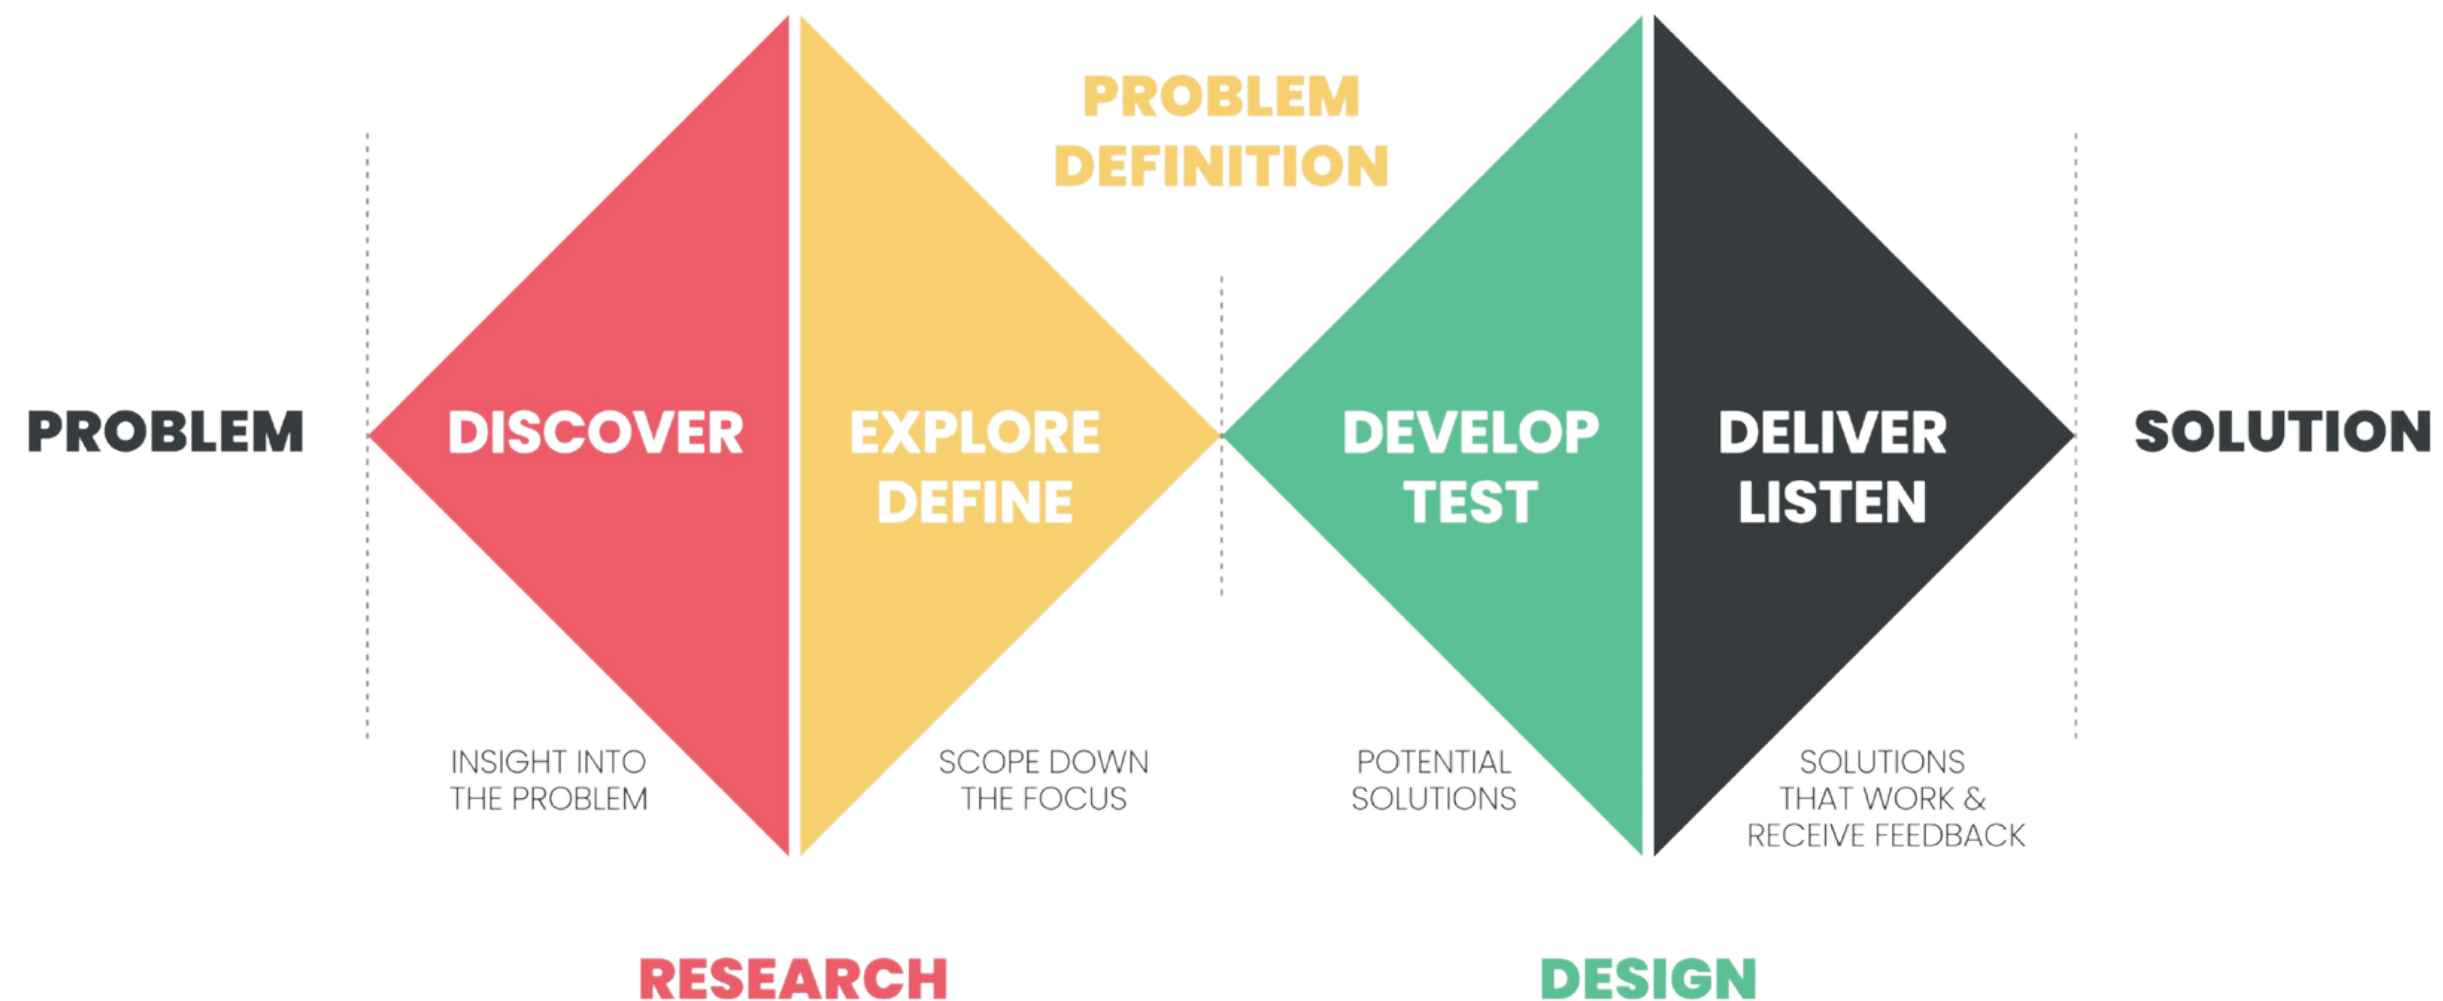 PROBLEM
DEFINITION
PROBLEM
DISCOVER
EXPLORE
DEFINE
DEVELOP
TEST
DELIVER
LISTEN
SOLUTION
INSIGHT INTO
THE PROBLEM
SCOPE DOWN
THE FOCUS
POTENTIAL
SOLUTIONS
SOLUTIONS
THAT WORK &
RECEIVE FEEDBACK
RESEARCH
DESIGN